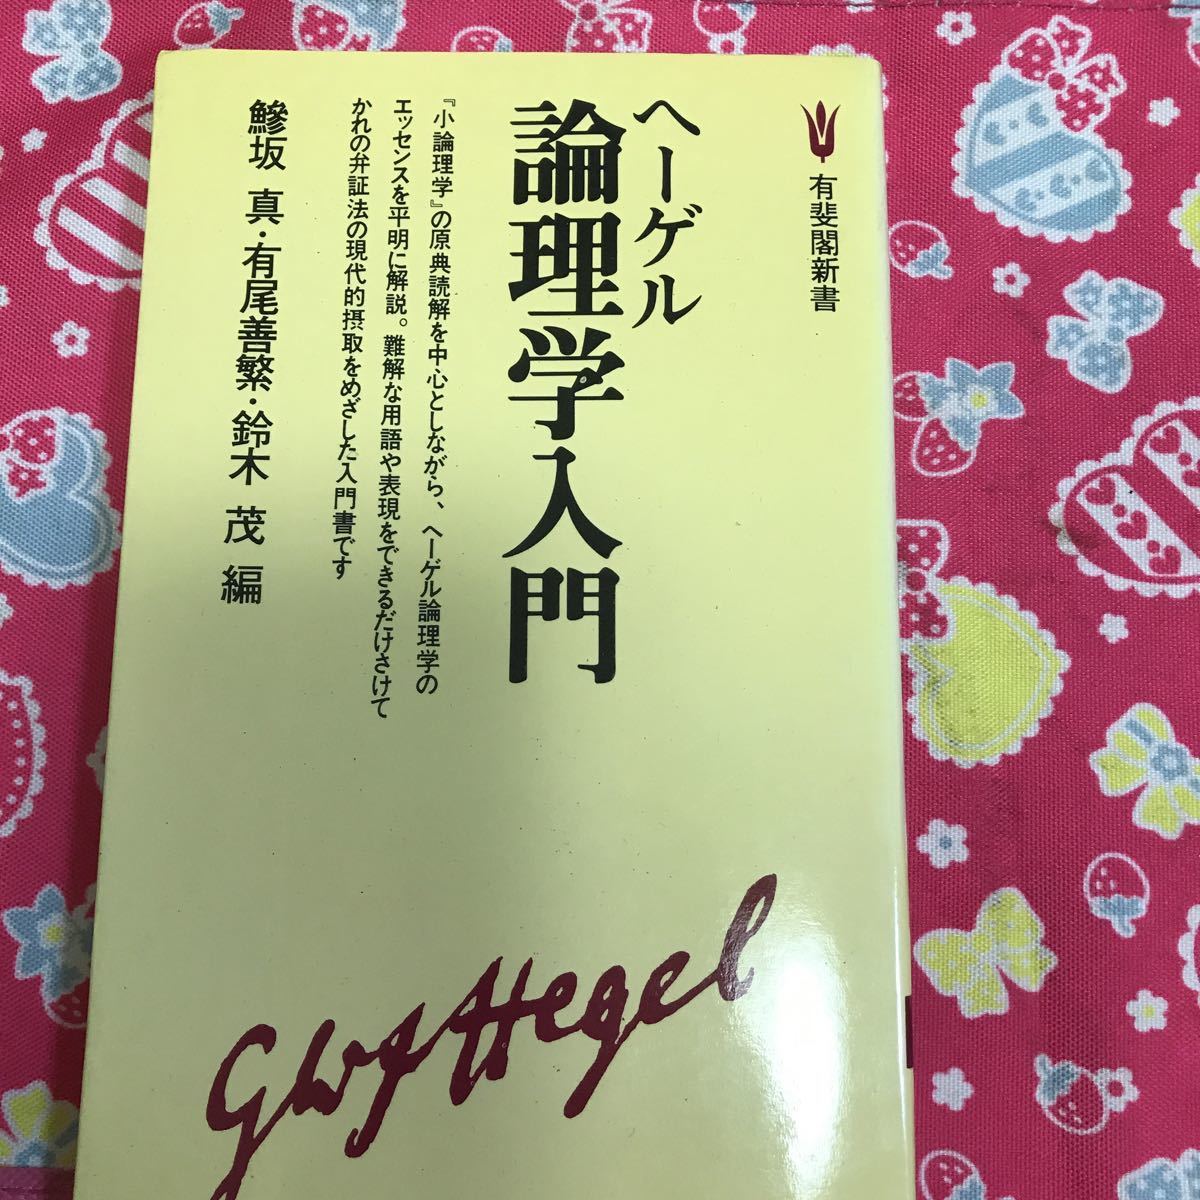 有斐閣新書
ヘーゲル
論理学入門
『小論理学』の原典読解を中心としながら、ヘーゲル論理学の
エッセンスを平明に解説。難解な用語や表現をできるだけさけて
かれの弁証法の現代的摂取をめざした入門書です
鰺坂 真・有尾善繁・鈴木 茂 編
GWFHegel